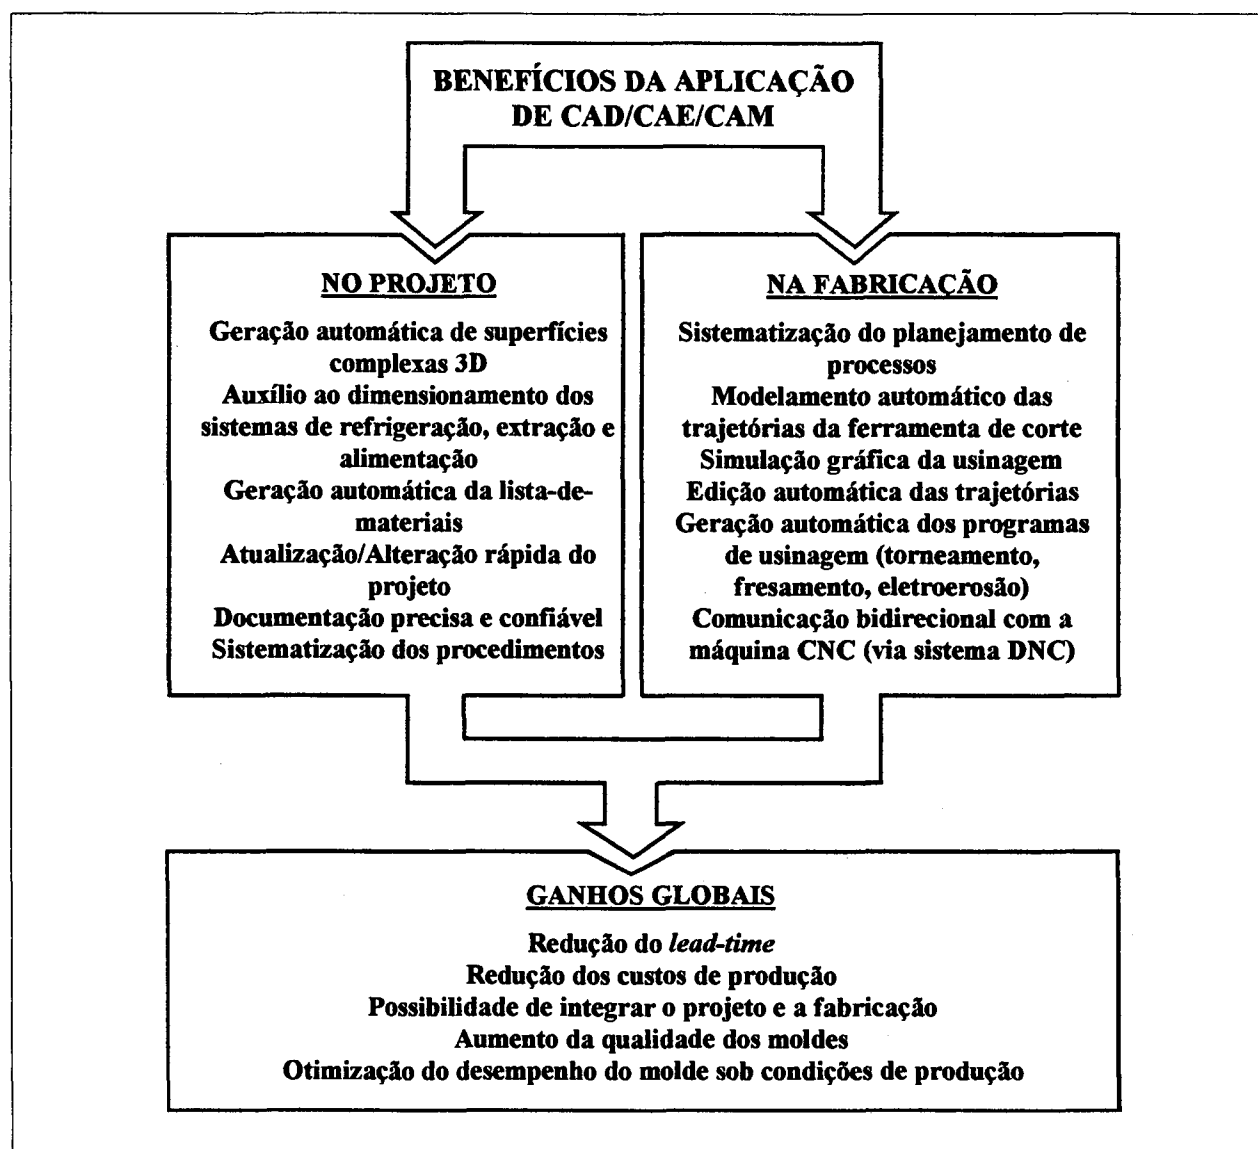 BENEFÍCIOS DA APLICAÇÃO
DE CAD/CAE/CAM
NO PROJETO
Geração automática de superfícies
complexas 3D
Auxílio ao dimensionamento dos
sistemas de refrigeração, extração e
alimentação
Geração automática da lista-de-
materiais
Atualização/Alteração rápida do
projeto
Documentação precisa e confiável
Sistematização dos procedimentos
NA FABRICAÇÃO
Sistematização do planejamento de
processos
Modelamento automático das
trajetórias da ferramenta de corte
Simulação gráfica da usinagem
Edição automática das trajetórias
Geração automática dos programas
de usinagem (torneamento,
fresamento, eletroerosão)
Comunicação bidirecional com a
máquina CNC (via sistema DNC)
GANHOS GLOBAIS
Redução do lead-time
Redução dos custos de produção
Possibilidade de integrar o projeto e a fabricação
Aumento da qualidade dos moldes
Otimização do desempenho do molde sob condições de produção